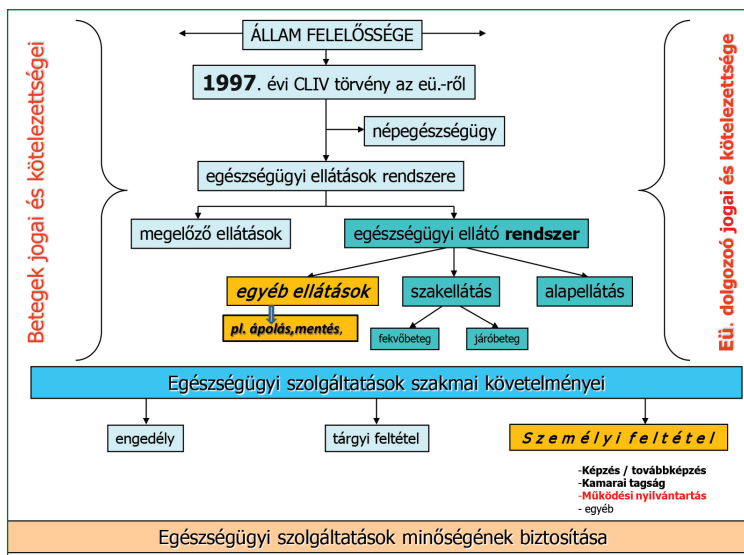 ÁLLAM FELELŐSSÉGE
1997. évi CLIV törvény az eü.-ről
népegészségügy
egészségügyi ellátások rendszere
megelőző ellátások
egészségügyi ellátó rendszer
egyéb ellátások
szakellátás
alapellátás
pl. ápolás,mentés,
fekvőbeteg
járóbeteg
Betegek jogai és kötelezettségei
Eü. dolgozoó jogai és kötelezettsége
Egészségügyi szolgáltatások szakmai követelményei
engedély
tárgyi feltétel
Személyi feltétel
-Képzés / továbbképzés
-Kamarai tagság
-Működési nyilvántartás
- egyéb
Egészségügyi szolgáltatások minőségének biztosítása